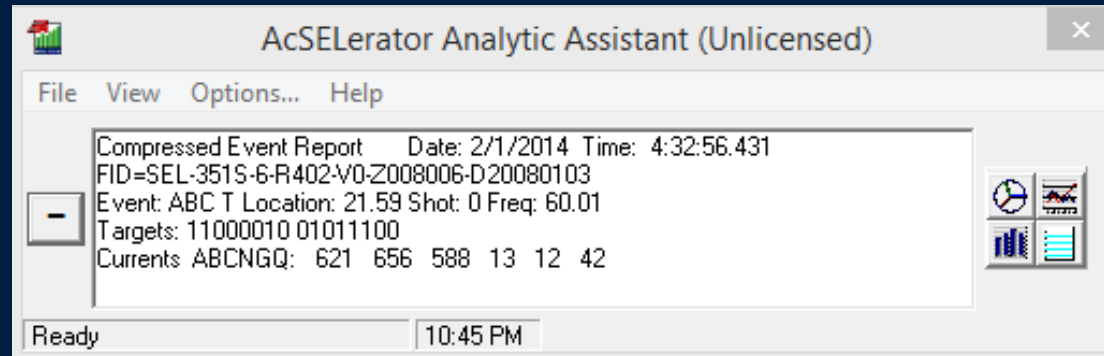 AcSELerator Analytic Assistant (Unlicensed)
File View Options... Help
Compressed Event Report Date: 2/1/2014 Time: 4:32:56.431
FID=SEL-351S-6-R402-V0-Z008006-D20080103
Event: ABC T Location: 21.59 Shot: 0 Freq: 60.01
Targets: 11000010 01011100
Currents ABCNGQ: 621 656 588 13 12 42
Ready 10:45 PM